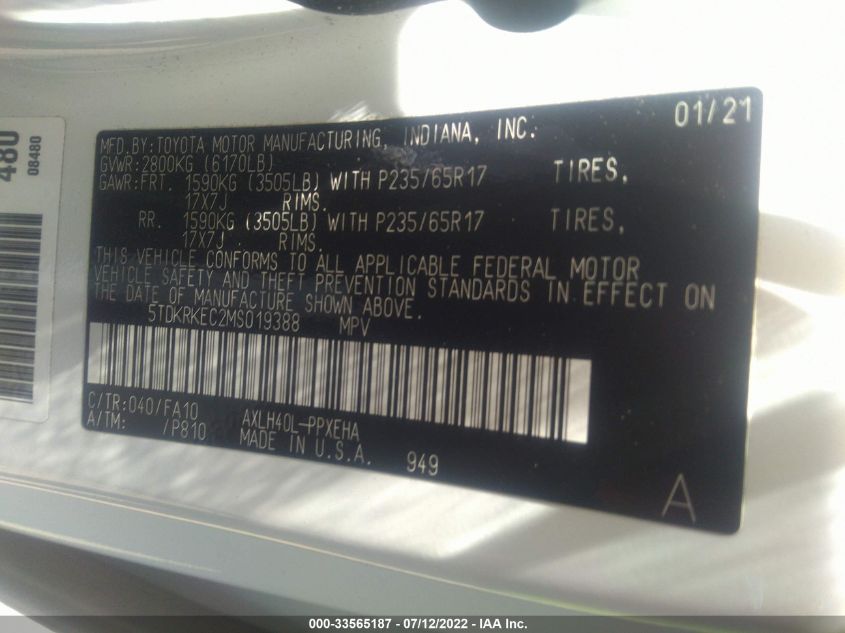 480
08480
01/21
MFD.BY:TOYOTA MOTOR MANUFACTURING, INDIANA, INC.
GVWR:2800KG (6170LB)
GAWR:FRT. 1590KG (3505LB) WITH P235/65R17 TIRES,
17X7J RIMS.
RR. 1590KG (3505LB) WITH P235/65R17 TIRES,
17X7J RIMS.
THIS VEHICLE CONFORMS TO ALL APPLICABLE FEDERAL MOTOR
VEHICLE SAFETY AND THEFT PREVENTION STANDARDS IN EFFECT ON
THE DATE OF MANUFACTURE SHOWN ABOVE.
5TDKRKEC2MS019388 MPV
C/TR:040/FA10 AXLH40L-PPXEHA
A/TM: /P810 MADE IN U.S.A. 949
A
000-33565187 - 07/12/2022 - IAA Inc.